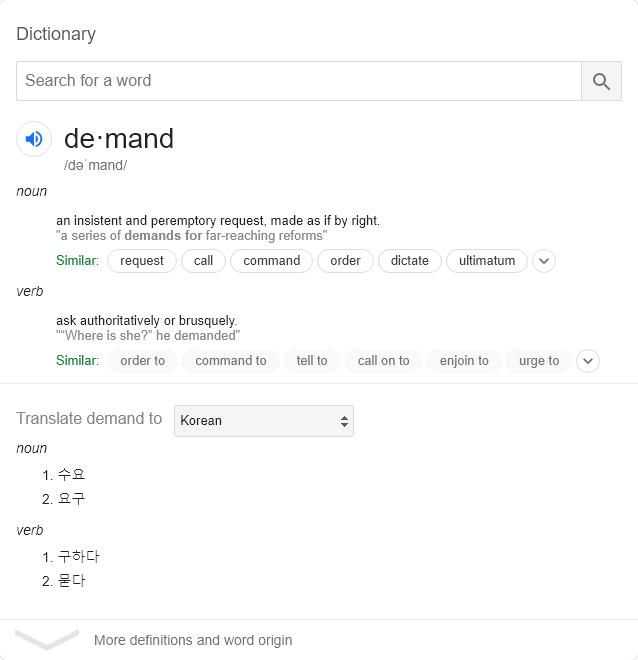 Dictionary
Search for a word
de·mand
/dəˈmand/
noun
an insistent and peremptory request, made as if by right.
"a series of demands for far-reaching reforms"
Similar: request call command order dictate ultimatum
verb
ask authoritatively or brusquely.
"“Where is she?” he demanded"
Similar: order to command to tell to call on to enjoin to urge to
Translate demand to Korean
noun
1. 수요
2. 요구
verb
1. 구하다
2. 묻다
More definitions and word origin